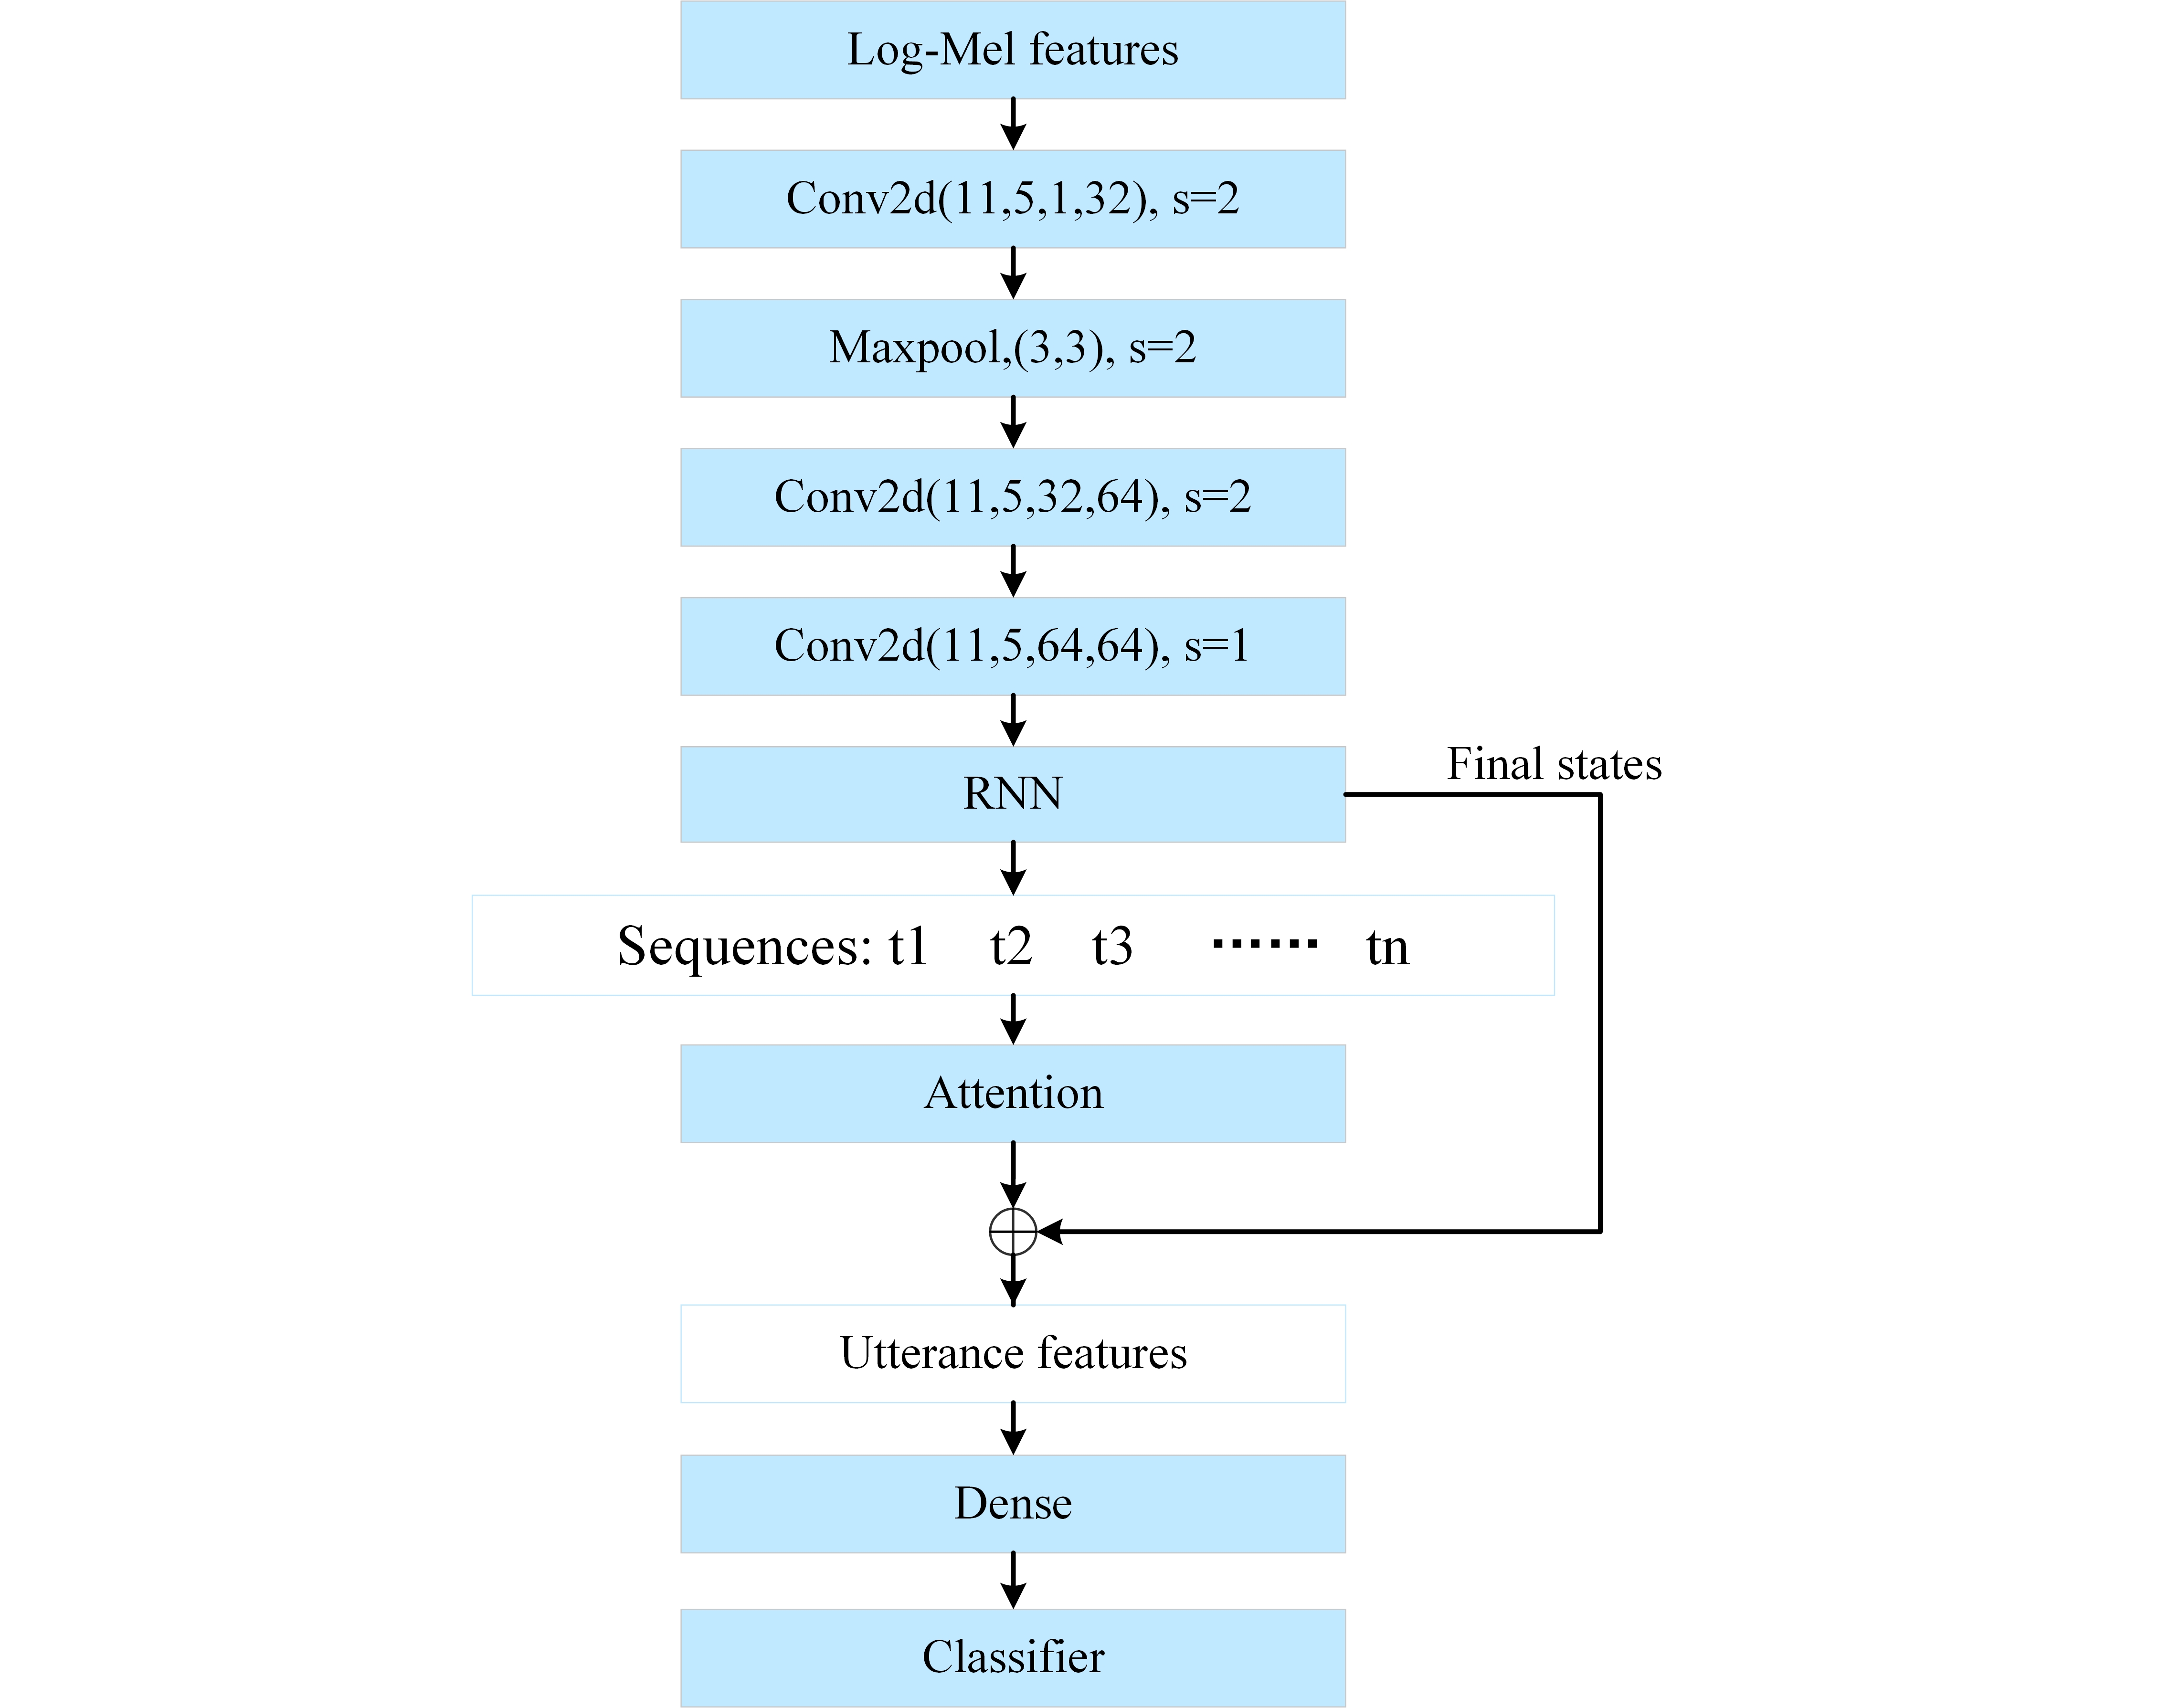 Log-Mel features
Conv2d(11,5,1,32), s=2
Maxpool,(3,3), s=2
Conv2d(11,5,32,64), s=2
Conv2d(11,5,64,64), s=1
RNN
Final states
Sequences: t1 t2 t3 ······ tn
Attention
Utterance features
Dense
Classifier